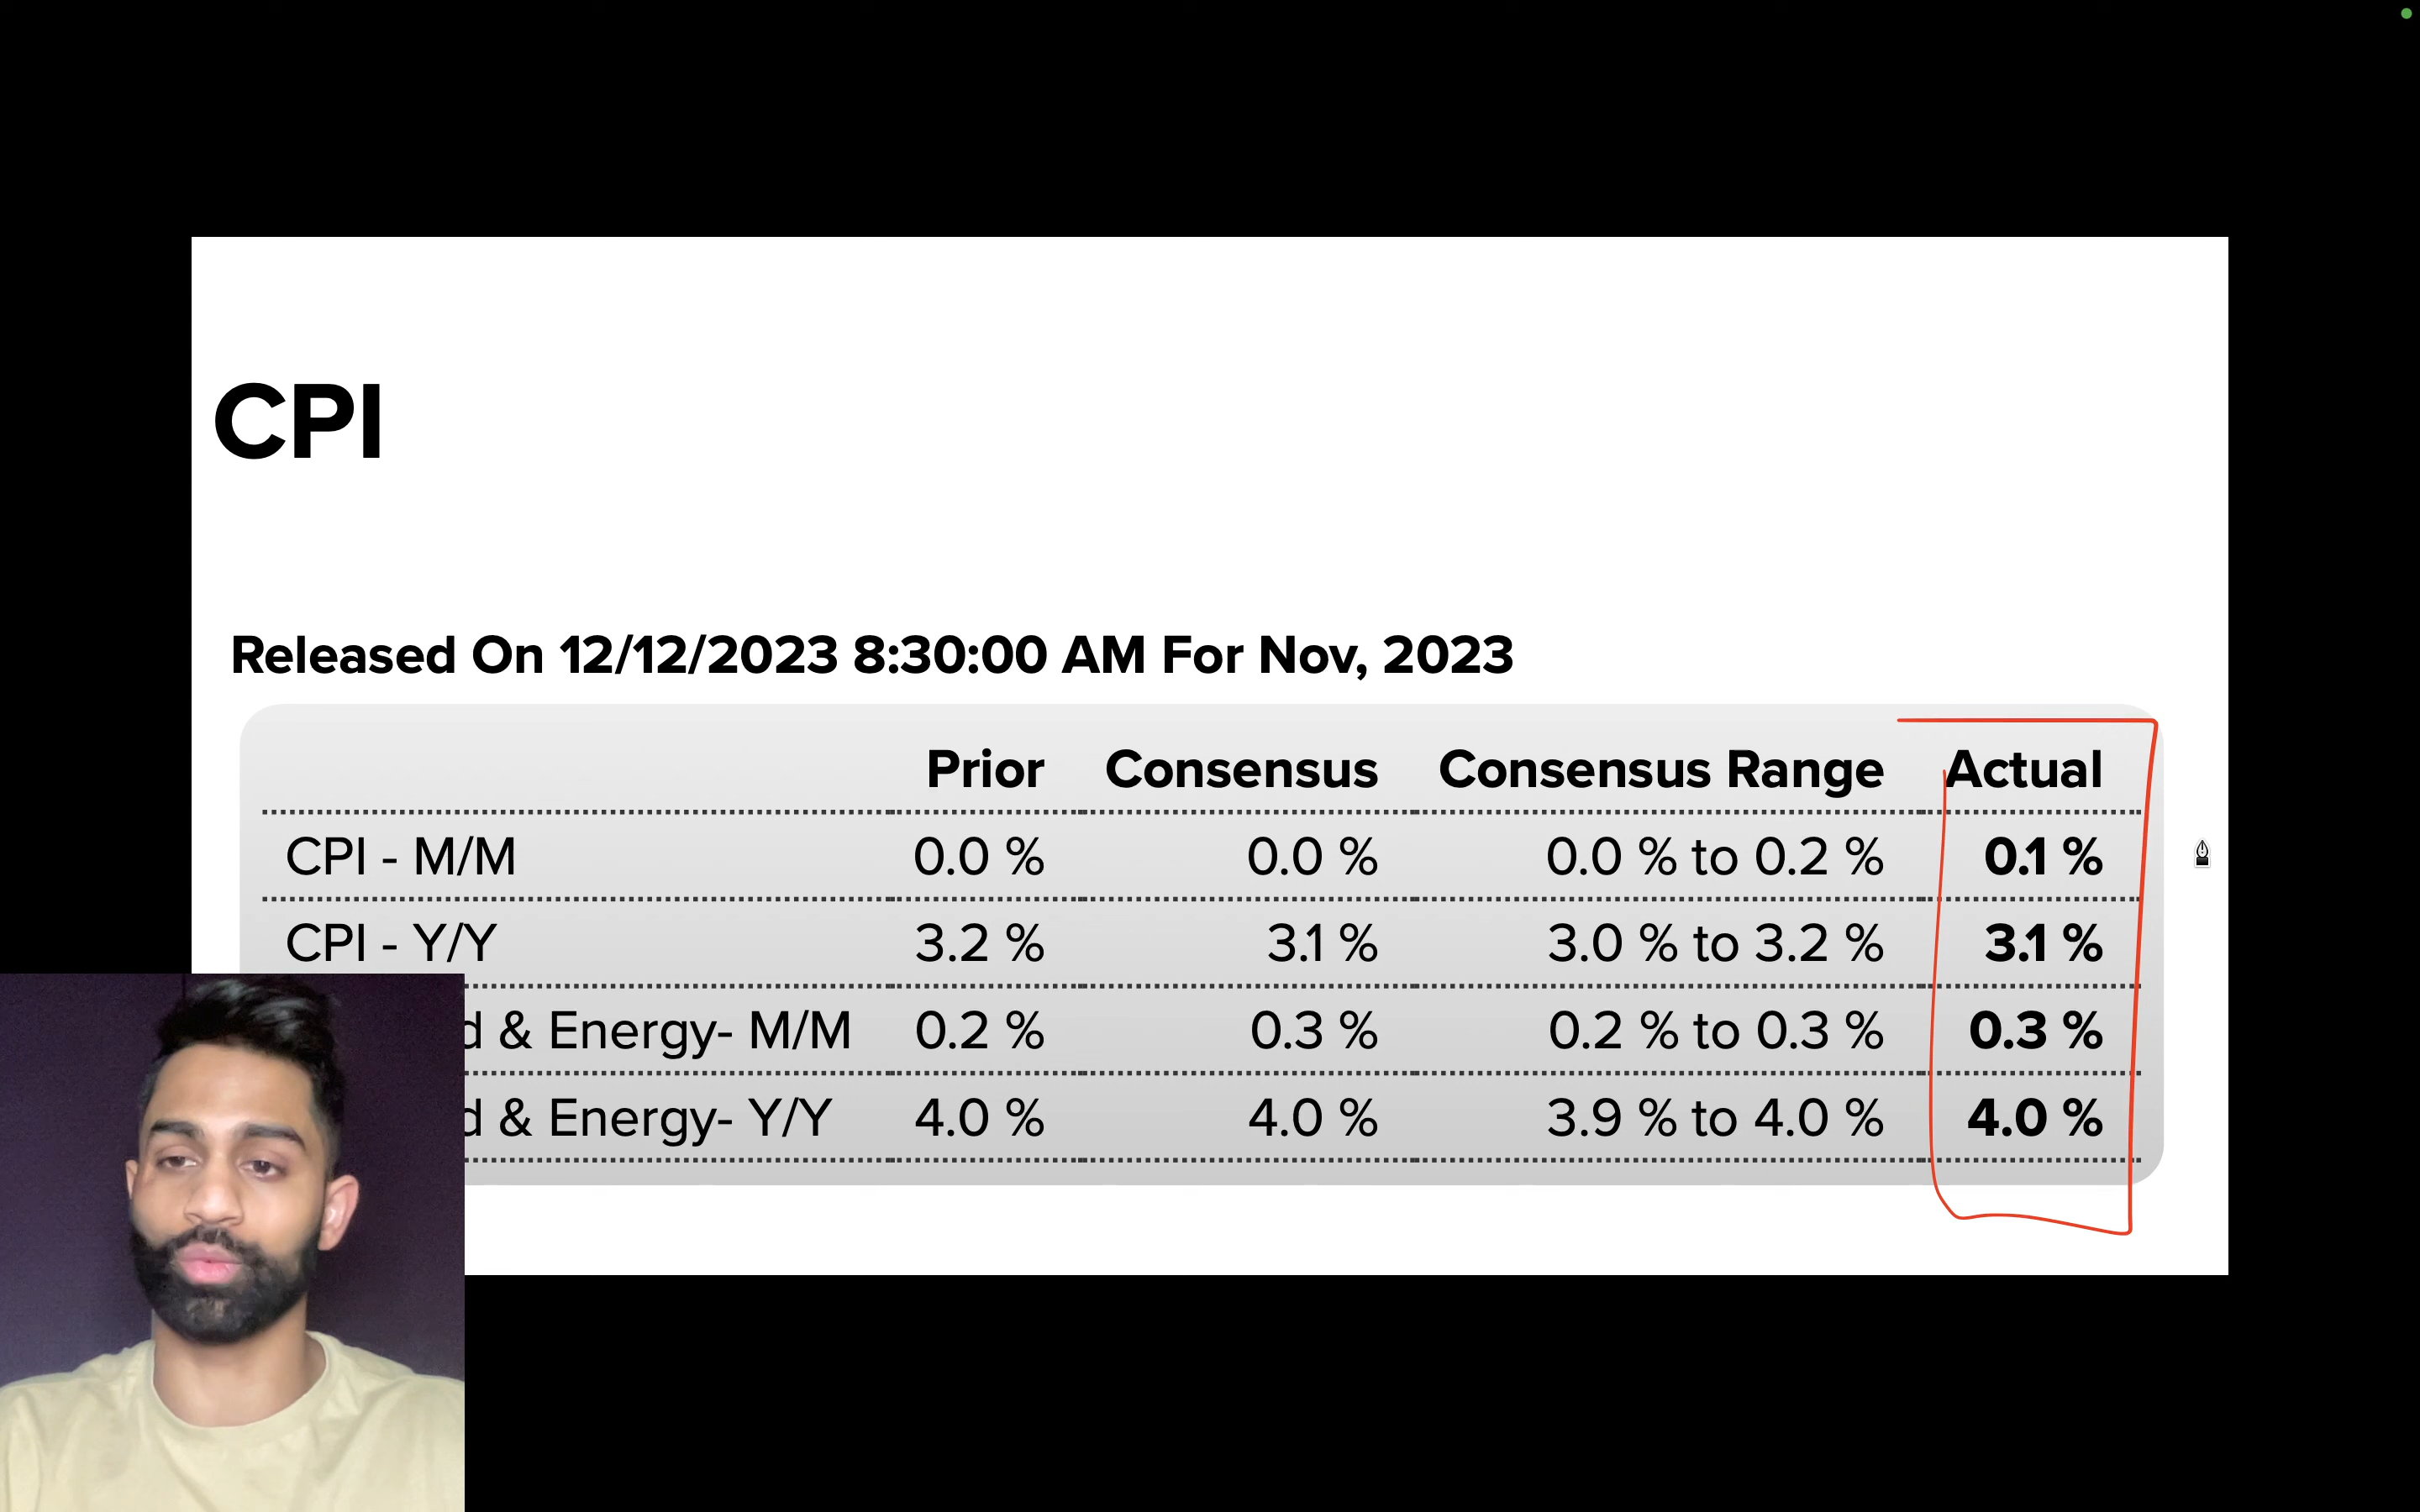 CPI
Released On 12/12/2023 8:30:00 AM For Nov, 2023
Prior Consensus Consensus Range Actual
CPI - M/M 0.0 % 0.0 % 0.0 % to 0.2 % 0.1 %
CPI - Y/Y 3.2 % 3.1 % 3.0 % to 3.2 % 3.1 %
& Energy- M/M 0.2 % 0.3 % 0.2 % to 0.3 % 0.3 %
& Energy- Y/Y 4.0 % 4.0 % 3.9 % to 4.0 % 4.0 %